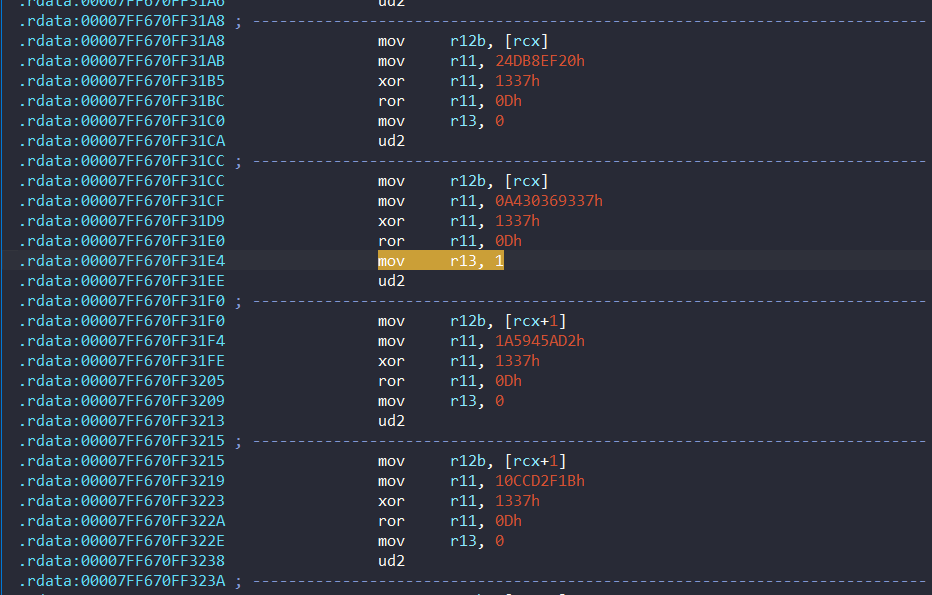 .rdata:00007FF670FF31A6 ud2
.rdata:00007FF670FF31A8 ; ---------------------------------------------------------------------------
.rdata:00007FF670FF31A8 mov r12b, [rcx]
.rdata:00007FF670FF31AB mov r11, 24DB8EF20h
.rdata:00007FF670FF31B5 xor r11, 1337h
.rdata:00007FF670FF31BC ror r11, 0Dh
.rdata:00007FF670FF31C0 mov r13, 0
.rdata:00007FF670FF31CA ud2
.rdata:00007FF670FF31CC ; ---------------------------------------------------------------------------
.rdata:00007FF670FF31CC mov r12b, [rcx]
.rdata:00007FF670FF31CF mov r11, 0A430369337h
.rdata:00007FF670FF31D9 xor r11, 1337h
.rdata:00007FF670FF31E0 ror r11, 0Dh
.rdata:00007FF670FF31E4 mov r13, 1
.rdata:00007FF670FF31EE ud2
.rdata:00007FF670FF31F0 ; ---------------------------------------------------------------------------
.rdata:00007FF670FF31F0 mov r12b, [rcx+1]
.rdata:00007FF670FF31F4 mov r11, 1A5945AD2h
.rdata:00007FF670FF31FE xor r11, 1337h
.rdata:00007FF670FF3205 ror r11, 0Dh
.rdata:00007FF670FF3209 mov r13, 0
.rdata:00007FF670FF3213 ud2
.rdata:00007FF670FF3215 ; ---------------------------------------------------------------------------
.rdata:00007FF670FF3215 mov r12b, [rcx+1]
.rdata:00007FF670FF3219 mov r11, 10CCD2F1Bh
.rdata:00007FF670FF3223 xor r11, 1337h
.rdata:00007FF670FF322A ror r11, 0Dh
.rdata:00007FF670FF322E mov r13, 0
.rdata:00007FF670FF3238 ud2
.rdata:00007FF670FF323A ; ---------------------------------------------------------------------------